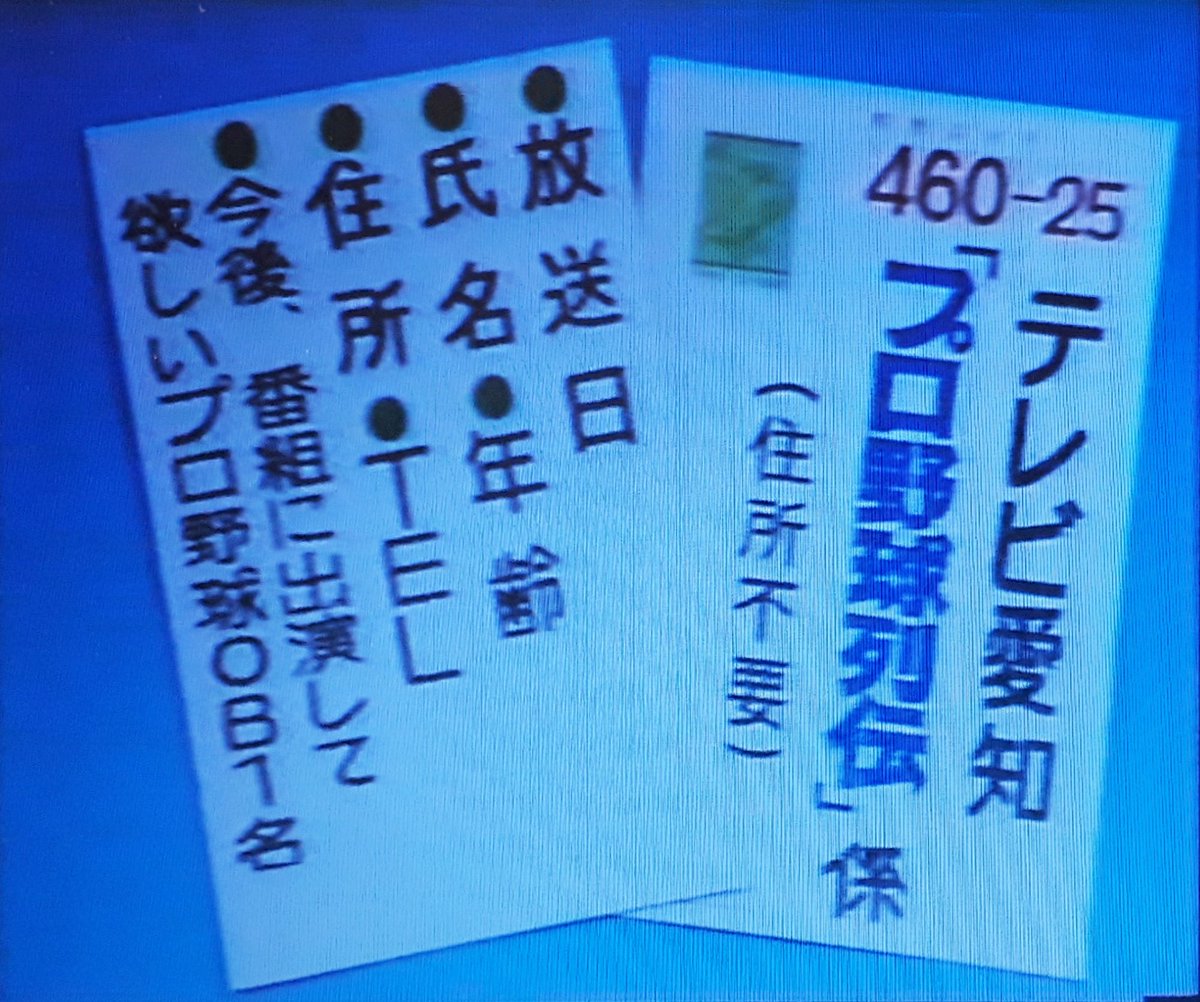 460-25
テレビ愛知
「プロ野球列伝」係
(住所不要)
●放送日
●氏名●年齢
●住所●TEL
●今後、番組に出演して
欲しいプロ野球OB1名